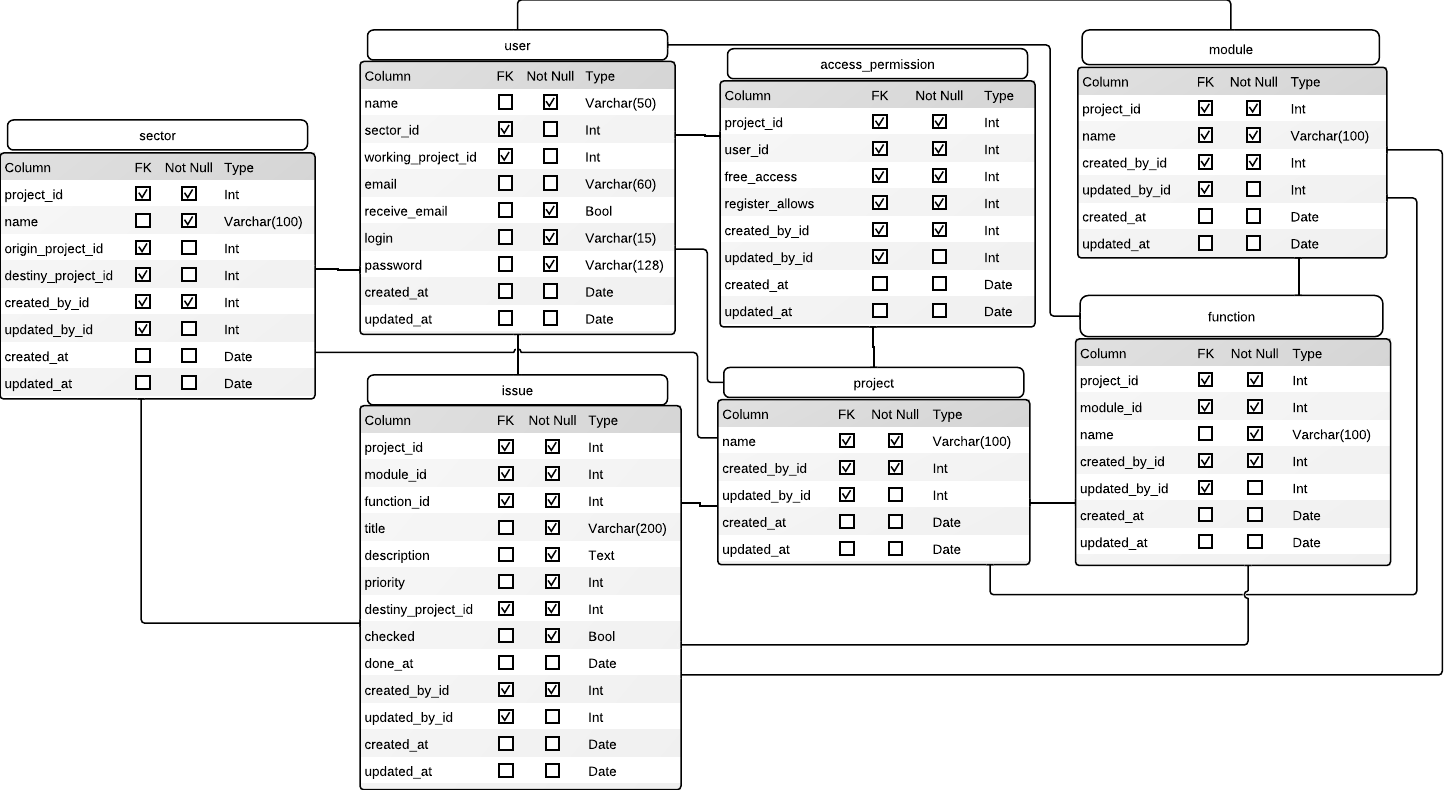 user
Column FK Not Null Type
name Varchar(50)
sector_id Int
working_project_id Int
email Varchar(60)
receive_email Bool
login Varchar(15)
password Varchar(128)
created_at Date
updated_at Date
access_permission
Column FK Not Null Type
project_id Int
user_id Int
free_access Int
register_allows Int
created_by_id Int
updated_by_id Int
created_at Date
updated_at Date
module
Column FK Not Null Type
project_id Int
name Varchar(100)
created_by_id Int
updated_by_id Int
created_at Date
updated_at Date
sector
Column FK Not Null Type
project_id Int
name Varchar(100)
origin_project_id Int
destiny_project_id Int
created_by_id Int
updated_by_id Int
created_at Date
updated_at Date
issue
Column FK Not Null Type
project_id Int
module_id Int
function_id Int
title Varchar(200)
description Text
priority Int
destiny_project_id Int
checked Bool
done_at Date
created_by_id Int
updated_by_id Int
created_at Date
updated_at Date
project
Column FK Not Null Type
name Varchar(100)
created_by_id Int
updated_by_id Int
created_at Date
updated_at Date
function
Column FK Not Null Type
project_id Int
module_id Int
name Varchar(100)
created_by_id Int
updated_by_id Int
created_at Date
updated_at Date